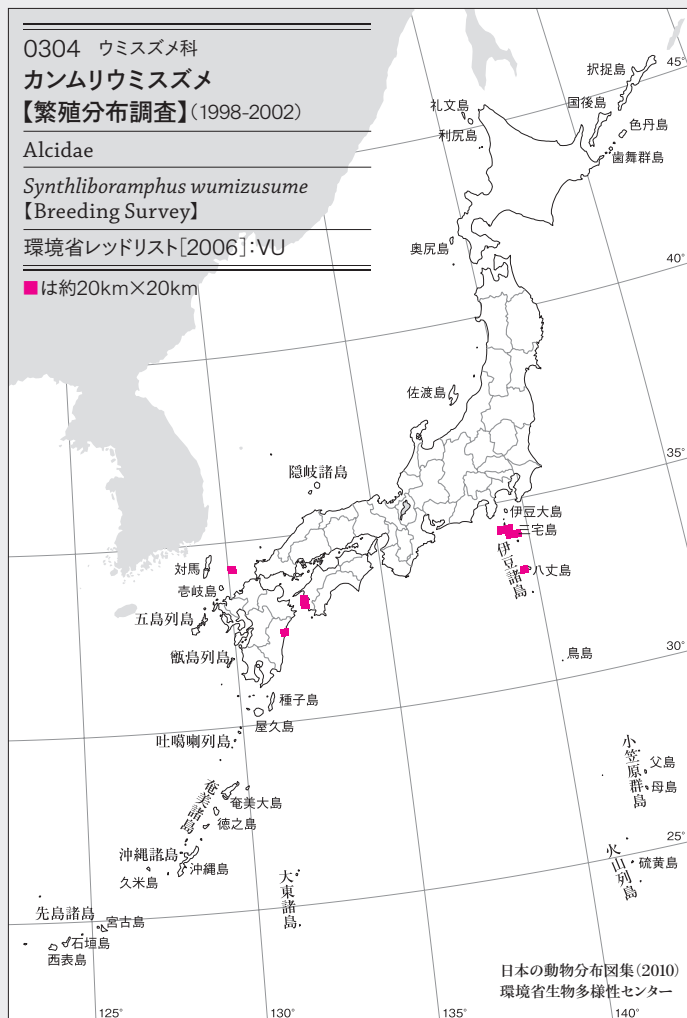 0304 ウミスズメ科
カンムリウミスズメ
【繁殖分布調査】(1998-2002)
Alcidae
Synthliboramphus wumizusume
【Breeding Survey】
環境省レッドリスト[2006]:VU
■は約20km×20km
択捉島
45°
礼文島
国後島
利尻島
色丹島
歯舞群島
奥尻島
40°
佐渡島
35°
隠岐諸島
伊豆大島
三宅島
伊豆諸島
対馬
八丈島
壱岐島
五島列島
甑島列島
鳥島
30°
種子島
屋久島
吐噶喇列島
小笠原群島
父島
母島
奄美諸島
奄美大島
徳之島
25°
沖縄諸島
沖縄島
久米島
大東諸島
火山列島
硫黄島
先島諸島
宮古島
石垣島
西表島
日本の動物分布図集(2010)
環境省生物多様性センター
125°
130°
135°
140°